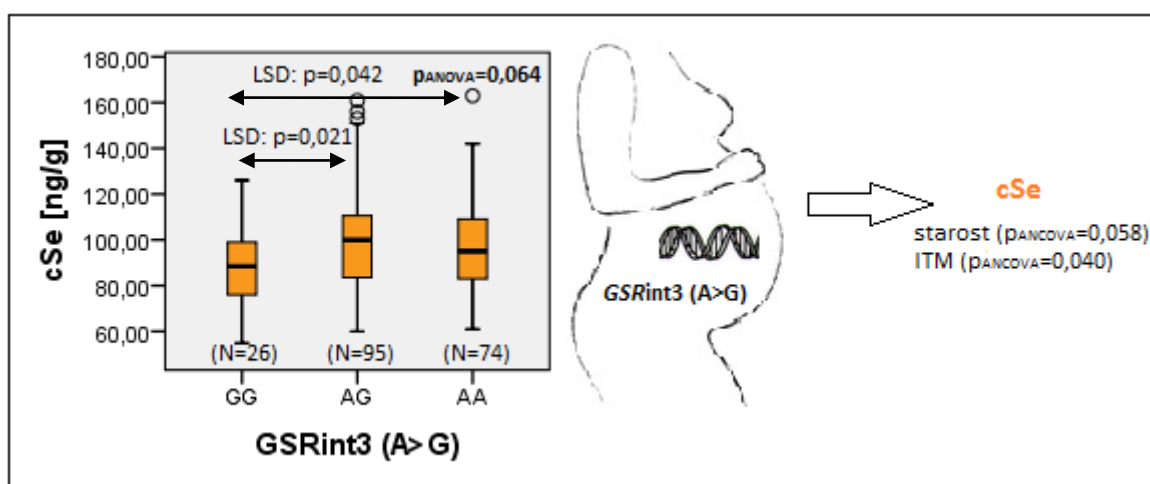 180,00
160,00
140,00
120,00
100,00
80,00
60,00
cSe [ng/g]
LSD: p=0,042
pANOVA=0,064
LSD: p=0,021
(N=26)
(N=95)
(N=74)
GG
AG
AA
GSRint3 (A>G)
GSRint3 (A>G)
cSe
starost (pANCOVA=0,058)
ITM (pANCOVA=0,040)